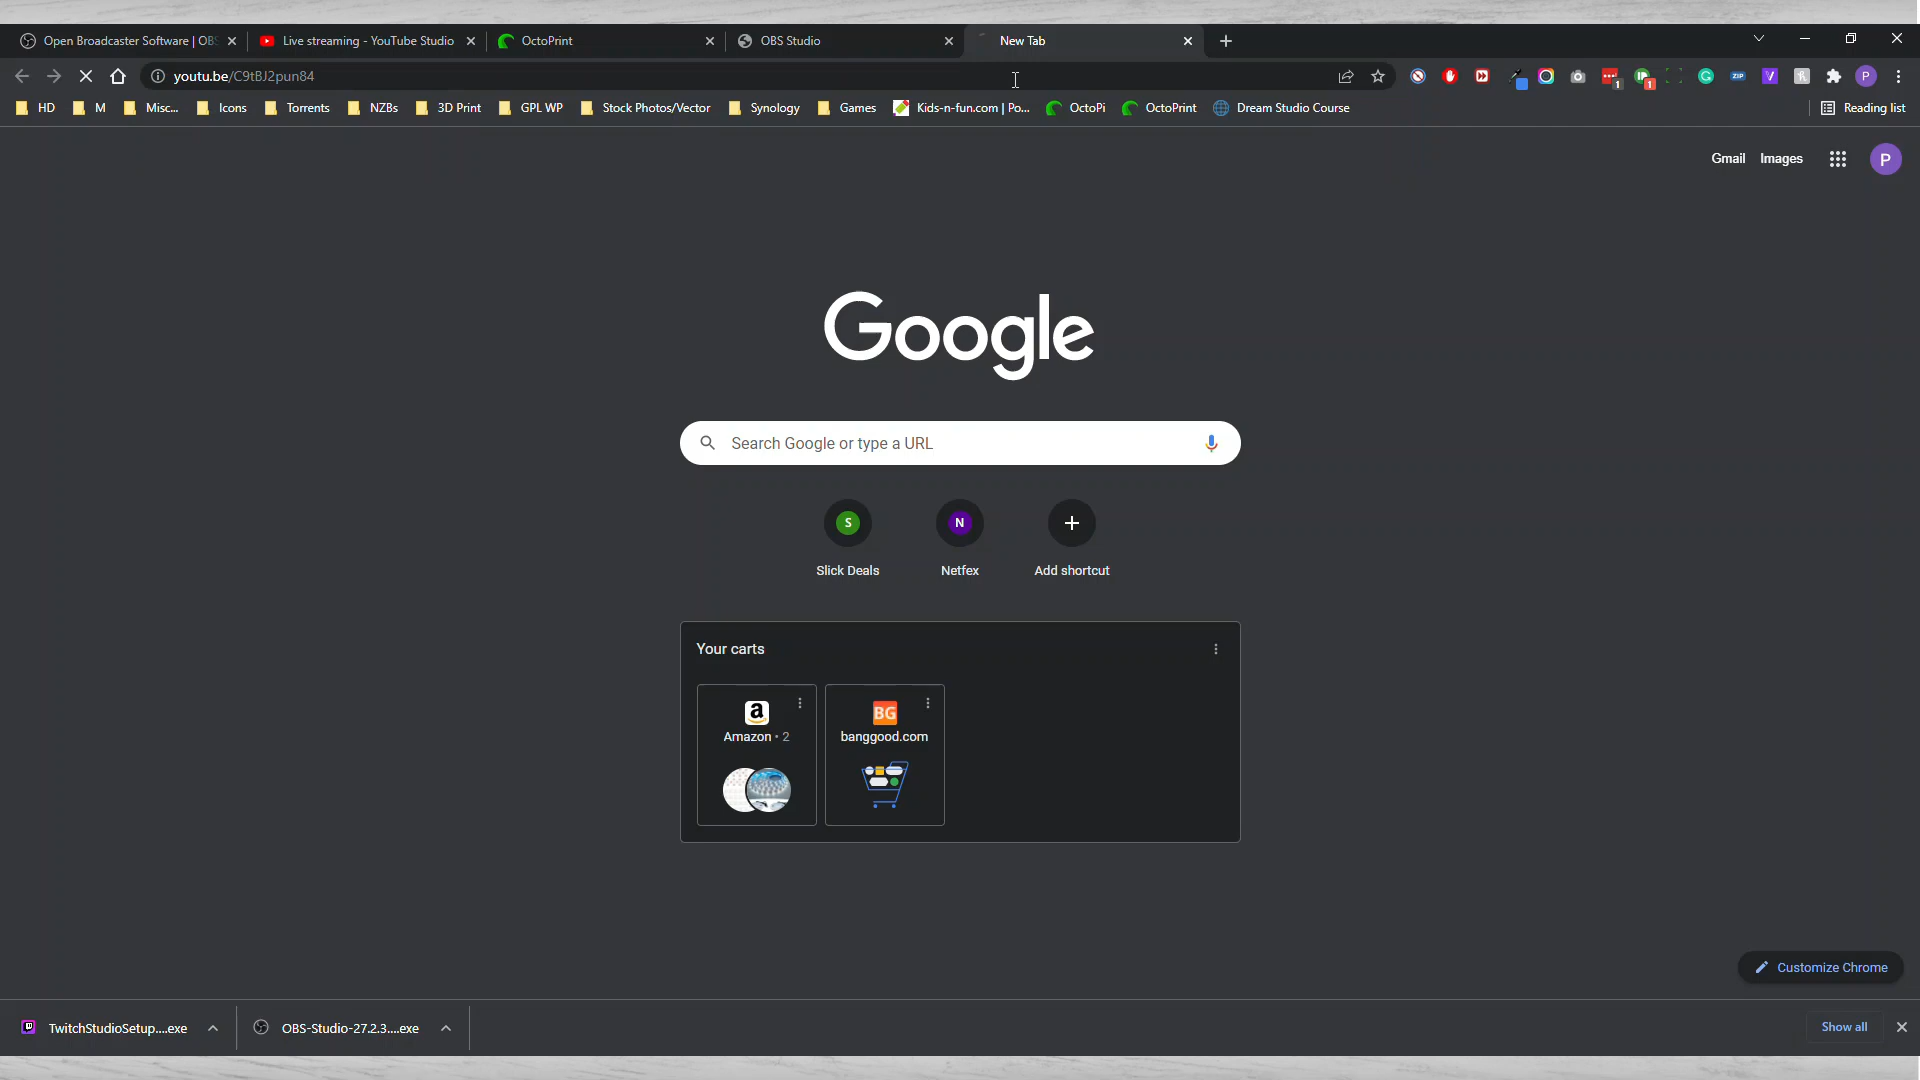 Open Broadcaster Software | OBS
Live streaming - YouTube Studio
OctoPrint
OBS Studio
New Tab
youtu.be/C9tBJ2pun84
HD
M
Misc...
Icons
Torrents
NZBs
3D Print
GPL WP
Stock Photos/Vector
Synology
Games
Kids-n-fun.com | Po...
OctoPi
OctoPrint
Dream Studio Course
Reading list
Gmail
Images
P
Google
Search Google or type a URL
S
N
Slick Deals
Netfex
Add shortcut
Your carts
a
BG
Amazon • 2
banggood.com
Customize Chrome
TwitchStudioSetup....exe
OBS-Studio-27.2.3....exe
Show all